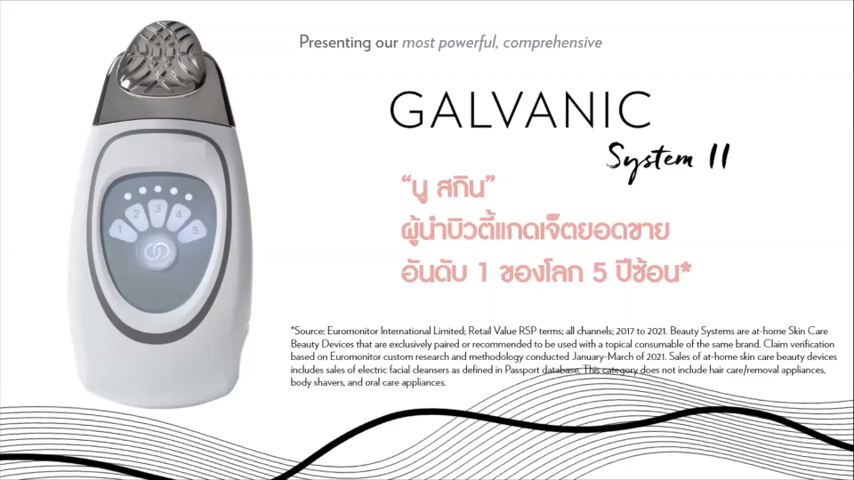 Presenting our most powerful, comprehensive
GALVANIC
System II
“นู สกิน”
ผู้นำบิวตี้แกดเจ็ตยอดขาย
อันดับ 1 ของโลก 5 ปีซ้อน*
1 2 3 4 5
*Source: Euromonitor International Limited; Retail Value RSP terms; all channels; 2017 to 2021. Beauty Systems are at-home Skin Care
Beauty Devices that are exclusively paired or recommended to be used with a topical consumable of the same brand. Claim verification
based on Euromonitor custom research and methodology conducted January-March of 2021. Sales of at-home skin care beauty devices
includes sales of electric facial cleansers as defined in Passport database. This category does not include hair care/removal appliances,
body shavers, and oral care appliances.